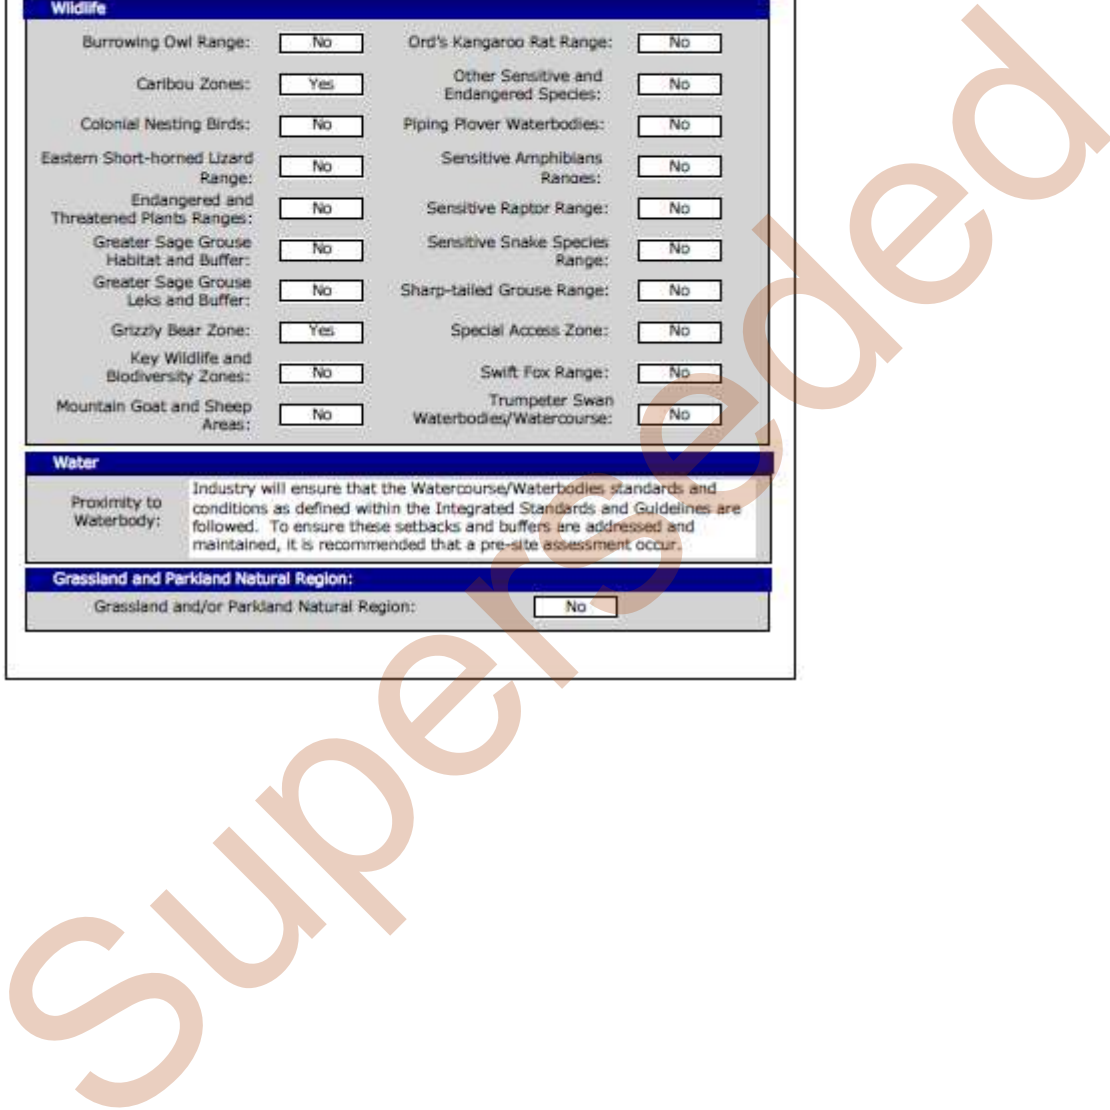 Wildlife
Burrowing Owl Range: No
Ord's Kangaroo Rat Range: No
Caribou Zones: Yes
Other Sensitive and
Endangered Species: No
Colonial Nesting Birds: No
Piping Plover Waterbodies: No
Eastern Short-horned Lizard
Range: No
Sensitive Amphibians
Ranges: No
Endangered and
Threatened Plants Ranges: No
Sensitive Raptor Range: No
Greater Sage Grouse
Habitat and Buffer: No
Sensitive Snake Species
Range: No
Greater Sage Grouse
Leks and Buffer: No
Sharp-tailed Grouse Range: No
Grizzly Bear Zone: Yes
Special Access Zone: No
Key Wildlife and
Biodiversity Zones: No
Swift Fox Range: No
Mountain Goat and Sheep
Areas: No
Trumpeter Swan
Waterbodies/Watercourse: No
Water
Proximity to
Waterbody:
Industry will ensure that the Watercourse/Waterbodies standards and
conditions as defined within the Integrated Standards and Guidelines are
followed. To ensure these setbacks and buffers are addressed and
maintained, it is recommended that a pre-site assessment occur.
Grassland and Parkland Natural Region:
Grassland and/or Parkland Natural Region: No
Superseded